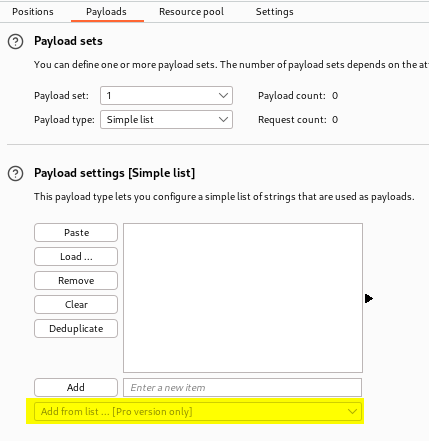 Positions Payloads Resource pool Settings
Payload sets
You can define one or more payload sets. The number of payload sets depends on the at
Payload set: 1 Payload count: 0
Payload type: Simple list Request count: 0
Payload settings [Simple list]
This payload type lets you configure a simple list of strings that are used as payloads.
Paste
Load ...
Remove
Clear
Deduplicate
Add Enter a new item
Add from list ... [Pro version only]